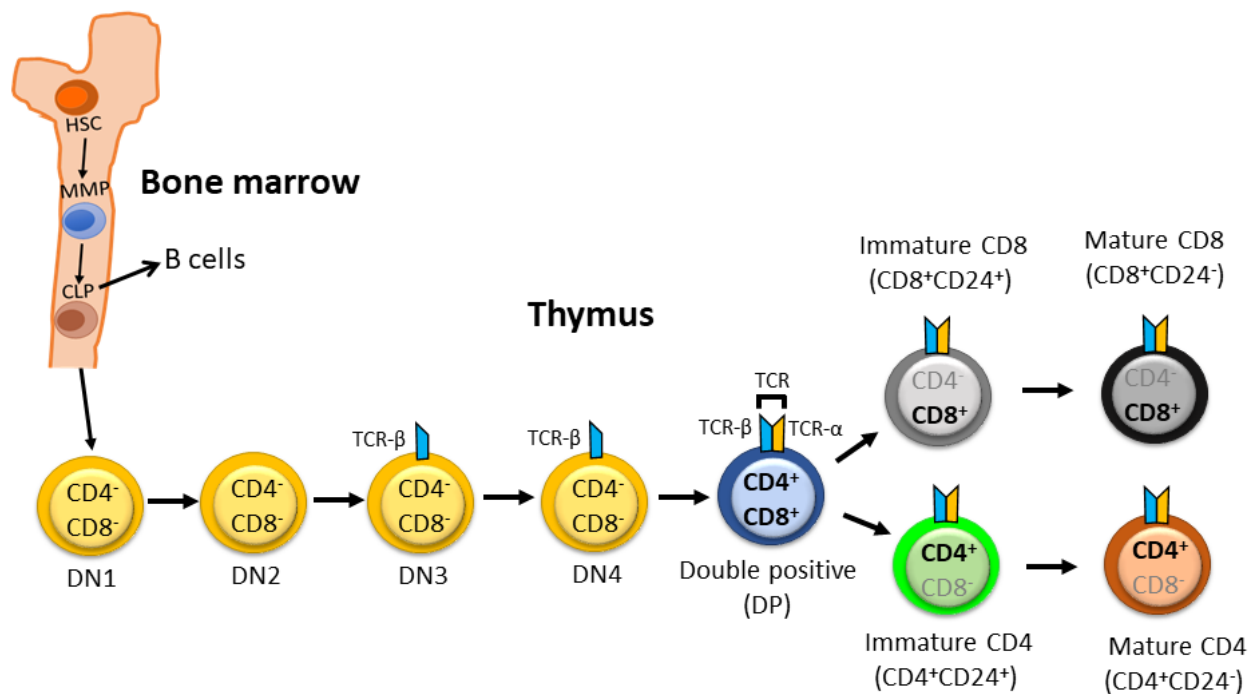 HSC
MMP
Bone marrow
B cells
CLP
Thymus
Immature CD8
(CD8⁺CD24⁺)
Mature CD8
(CD8⁺CD24⁻)
CD4⁻
CD8⁺
CD4⁻
CD8⁺
TCR
TCR-β
TCR-β
TCR-β
TCR-α
CD4⁻
CD8⁻
CD4⁻
CD8⁻
CD4⁻
CD8⁻
CD4⁻
CD8⁻
CD4⁺
CD8⁺
DN1
DN2
DN3
DN4
Double positive
(DP)
CD4⁺
CD8⁻
CD4⁺
CD8⁻
Immature CD4
(CD4⁺CD24⁺)
Mature CD4
(CD4⁺CD24⁻)